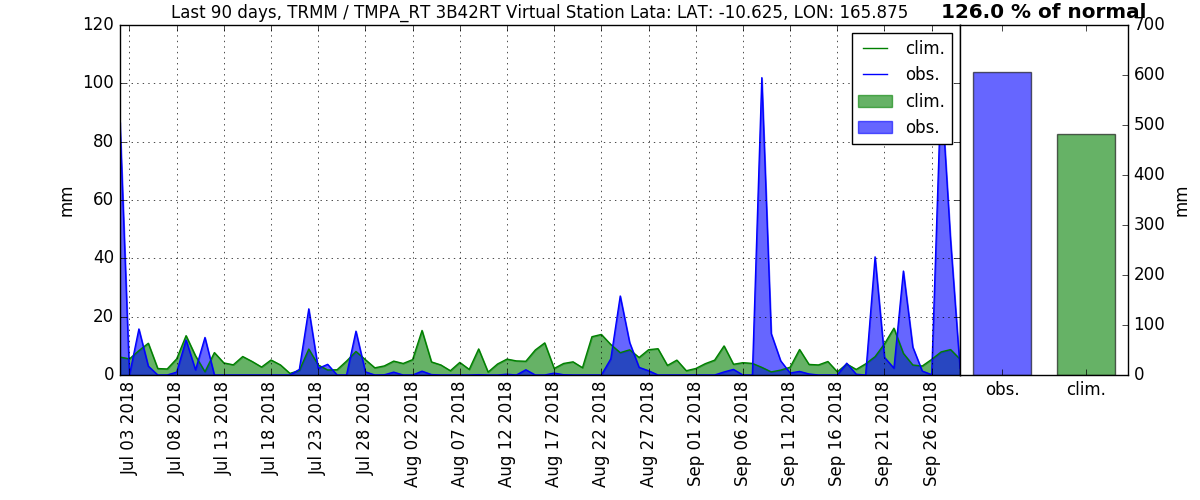 Last 90 days, TRMM / TMPA_RT 3B42RT Virtual Station Lata: LAT: -10.625, LON: 165.875
126.0 % of normal
120
100
80
60
40
20
0
mm
clim.
obs.
clim.
obs.
700
600
500
400
300
200
100
0
mm
Jul 03 2018
Jul 08 2018
Jul 13 2018
Jul 18 2018
Jul 23 2018
Jul 28 2018
Aug 02 2018
Aug 07 2018
Aug 12 2018
Aug 17 2018
Aug 22 2018
Aug 27 2018
Sep 01 2018
Sep 06 2018
Sep 11 2018
Sep 16 2018
Sep 21 2018
Sep 26 2018
obs.
clim.